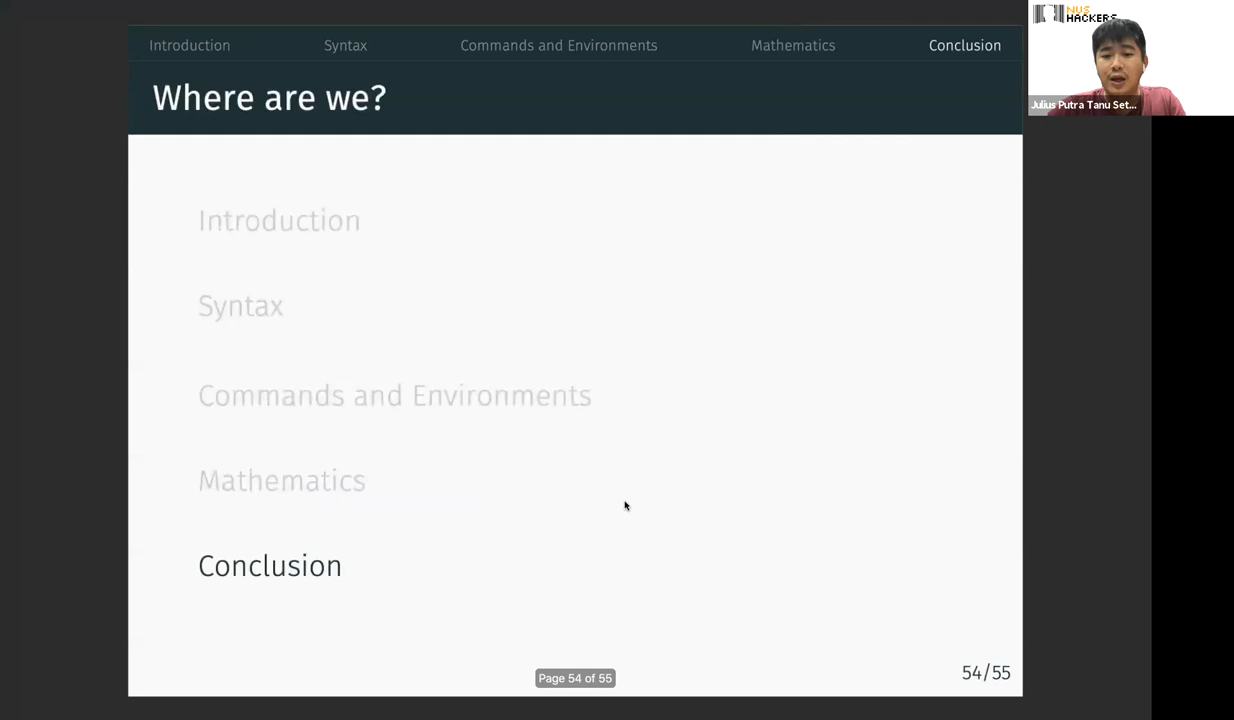 Introduction
Syntax
Commands and Environments
Mathematics
Conclusion
NUS
HACKERS
Julius Putra Tanu Set...
Where are we?
Introduction
Syntax
Commands and Environments
Mathematics
Conclusion
54/55
Page 54 of 55